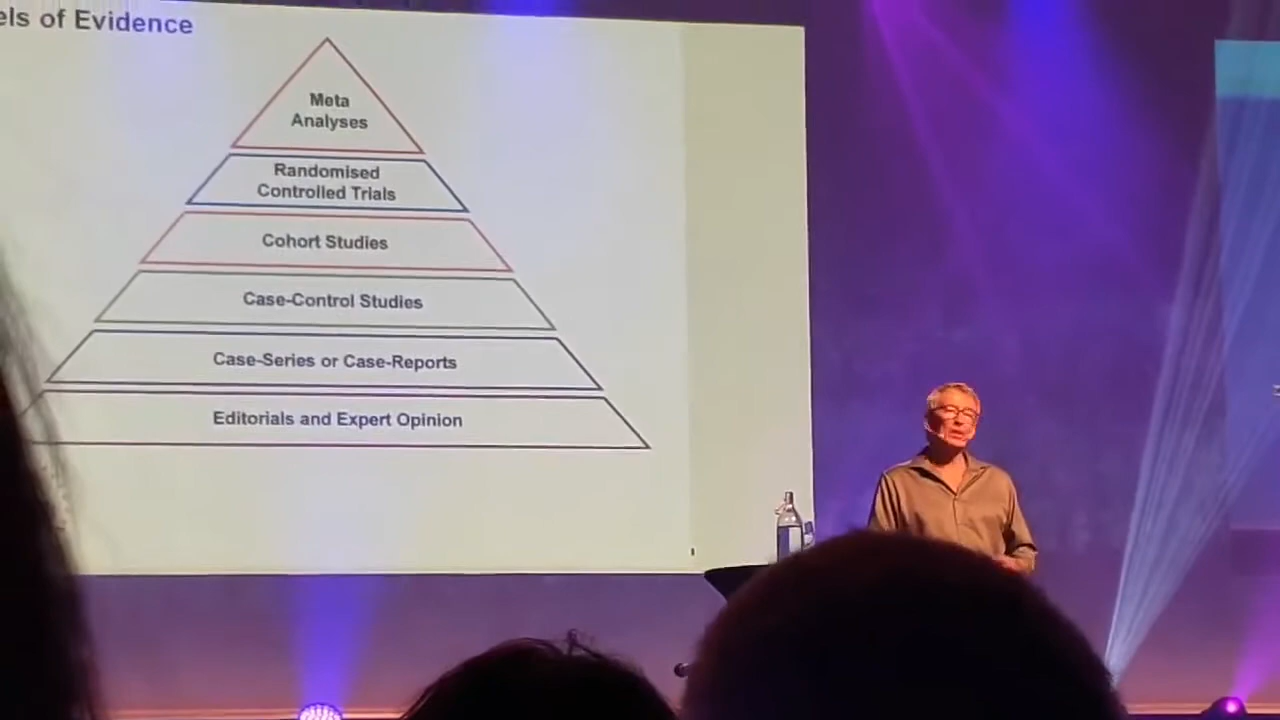 els of Evidence
Meta
Analyses
Randomised
Controlled Trials
Cohort Studies
Case-Control Studies
Case-Series or Case-Reports
Editorials and Expert Opinion